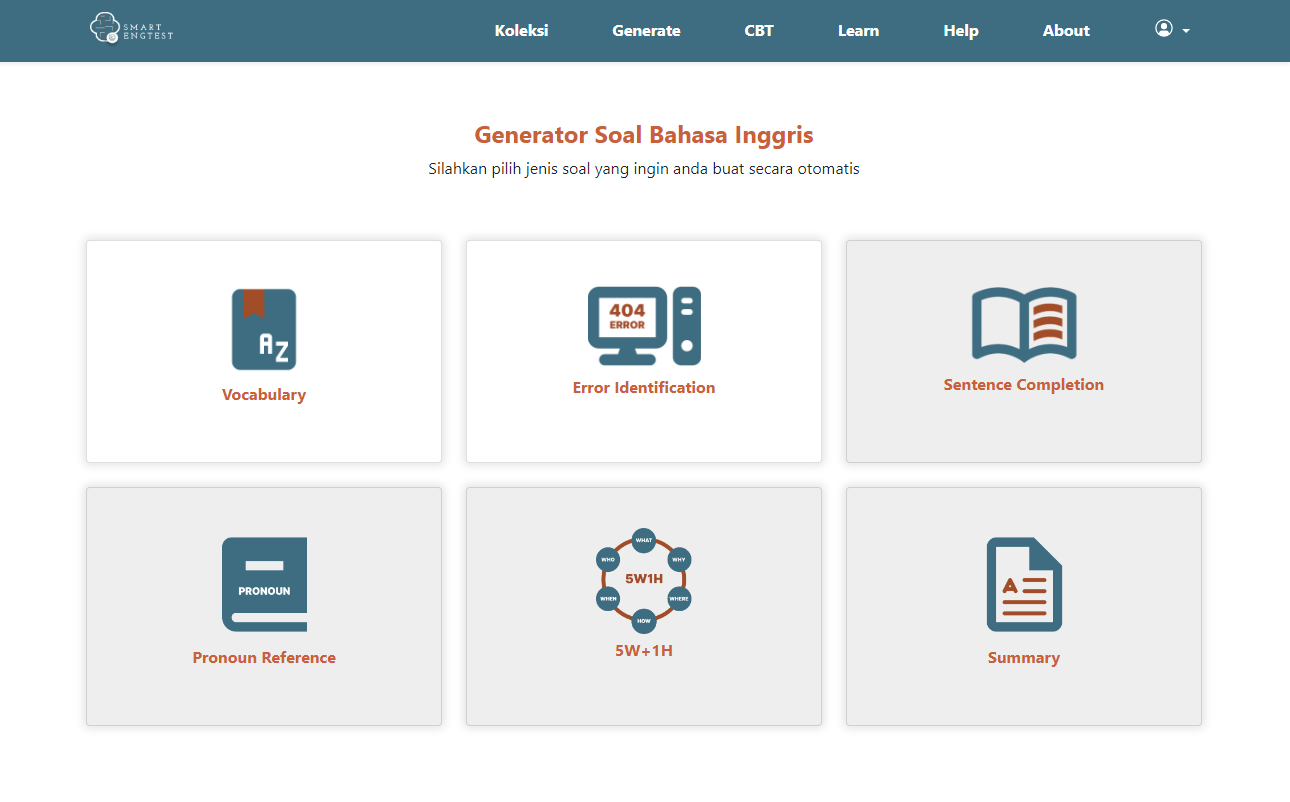 SMART
ENGTEST
Koleksi Generate CBT Learn Help About
Generator Soal Bahasa Inggris
Silahkan pilih jenis soal yang ingin anda buat secara otomatis
AZ
Vocabulary
404
ERROR
Error Identification
Sentence Completion
PRONOUN
Pronoun Reference
WHAT
WHO
WHY
5W1H
WHEN
WHERE
HOW
5W+1H
A
Summary